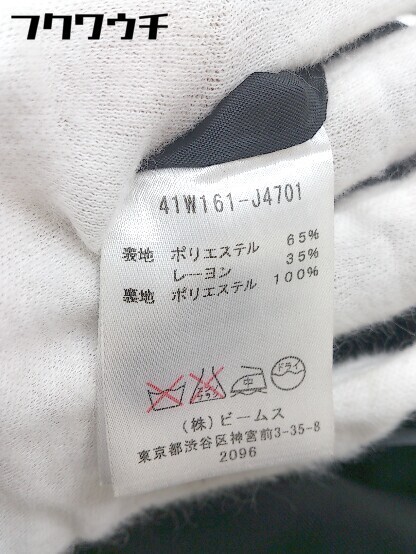 フクワウチ
41W161-J4701
表地 ポリエステル 65%
レーヨン 35%
裏地 ポリエステル 100%
中
ドライ
(株)ビームス
東京都渋谷区神宮前3-35-8
2096